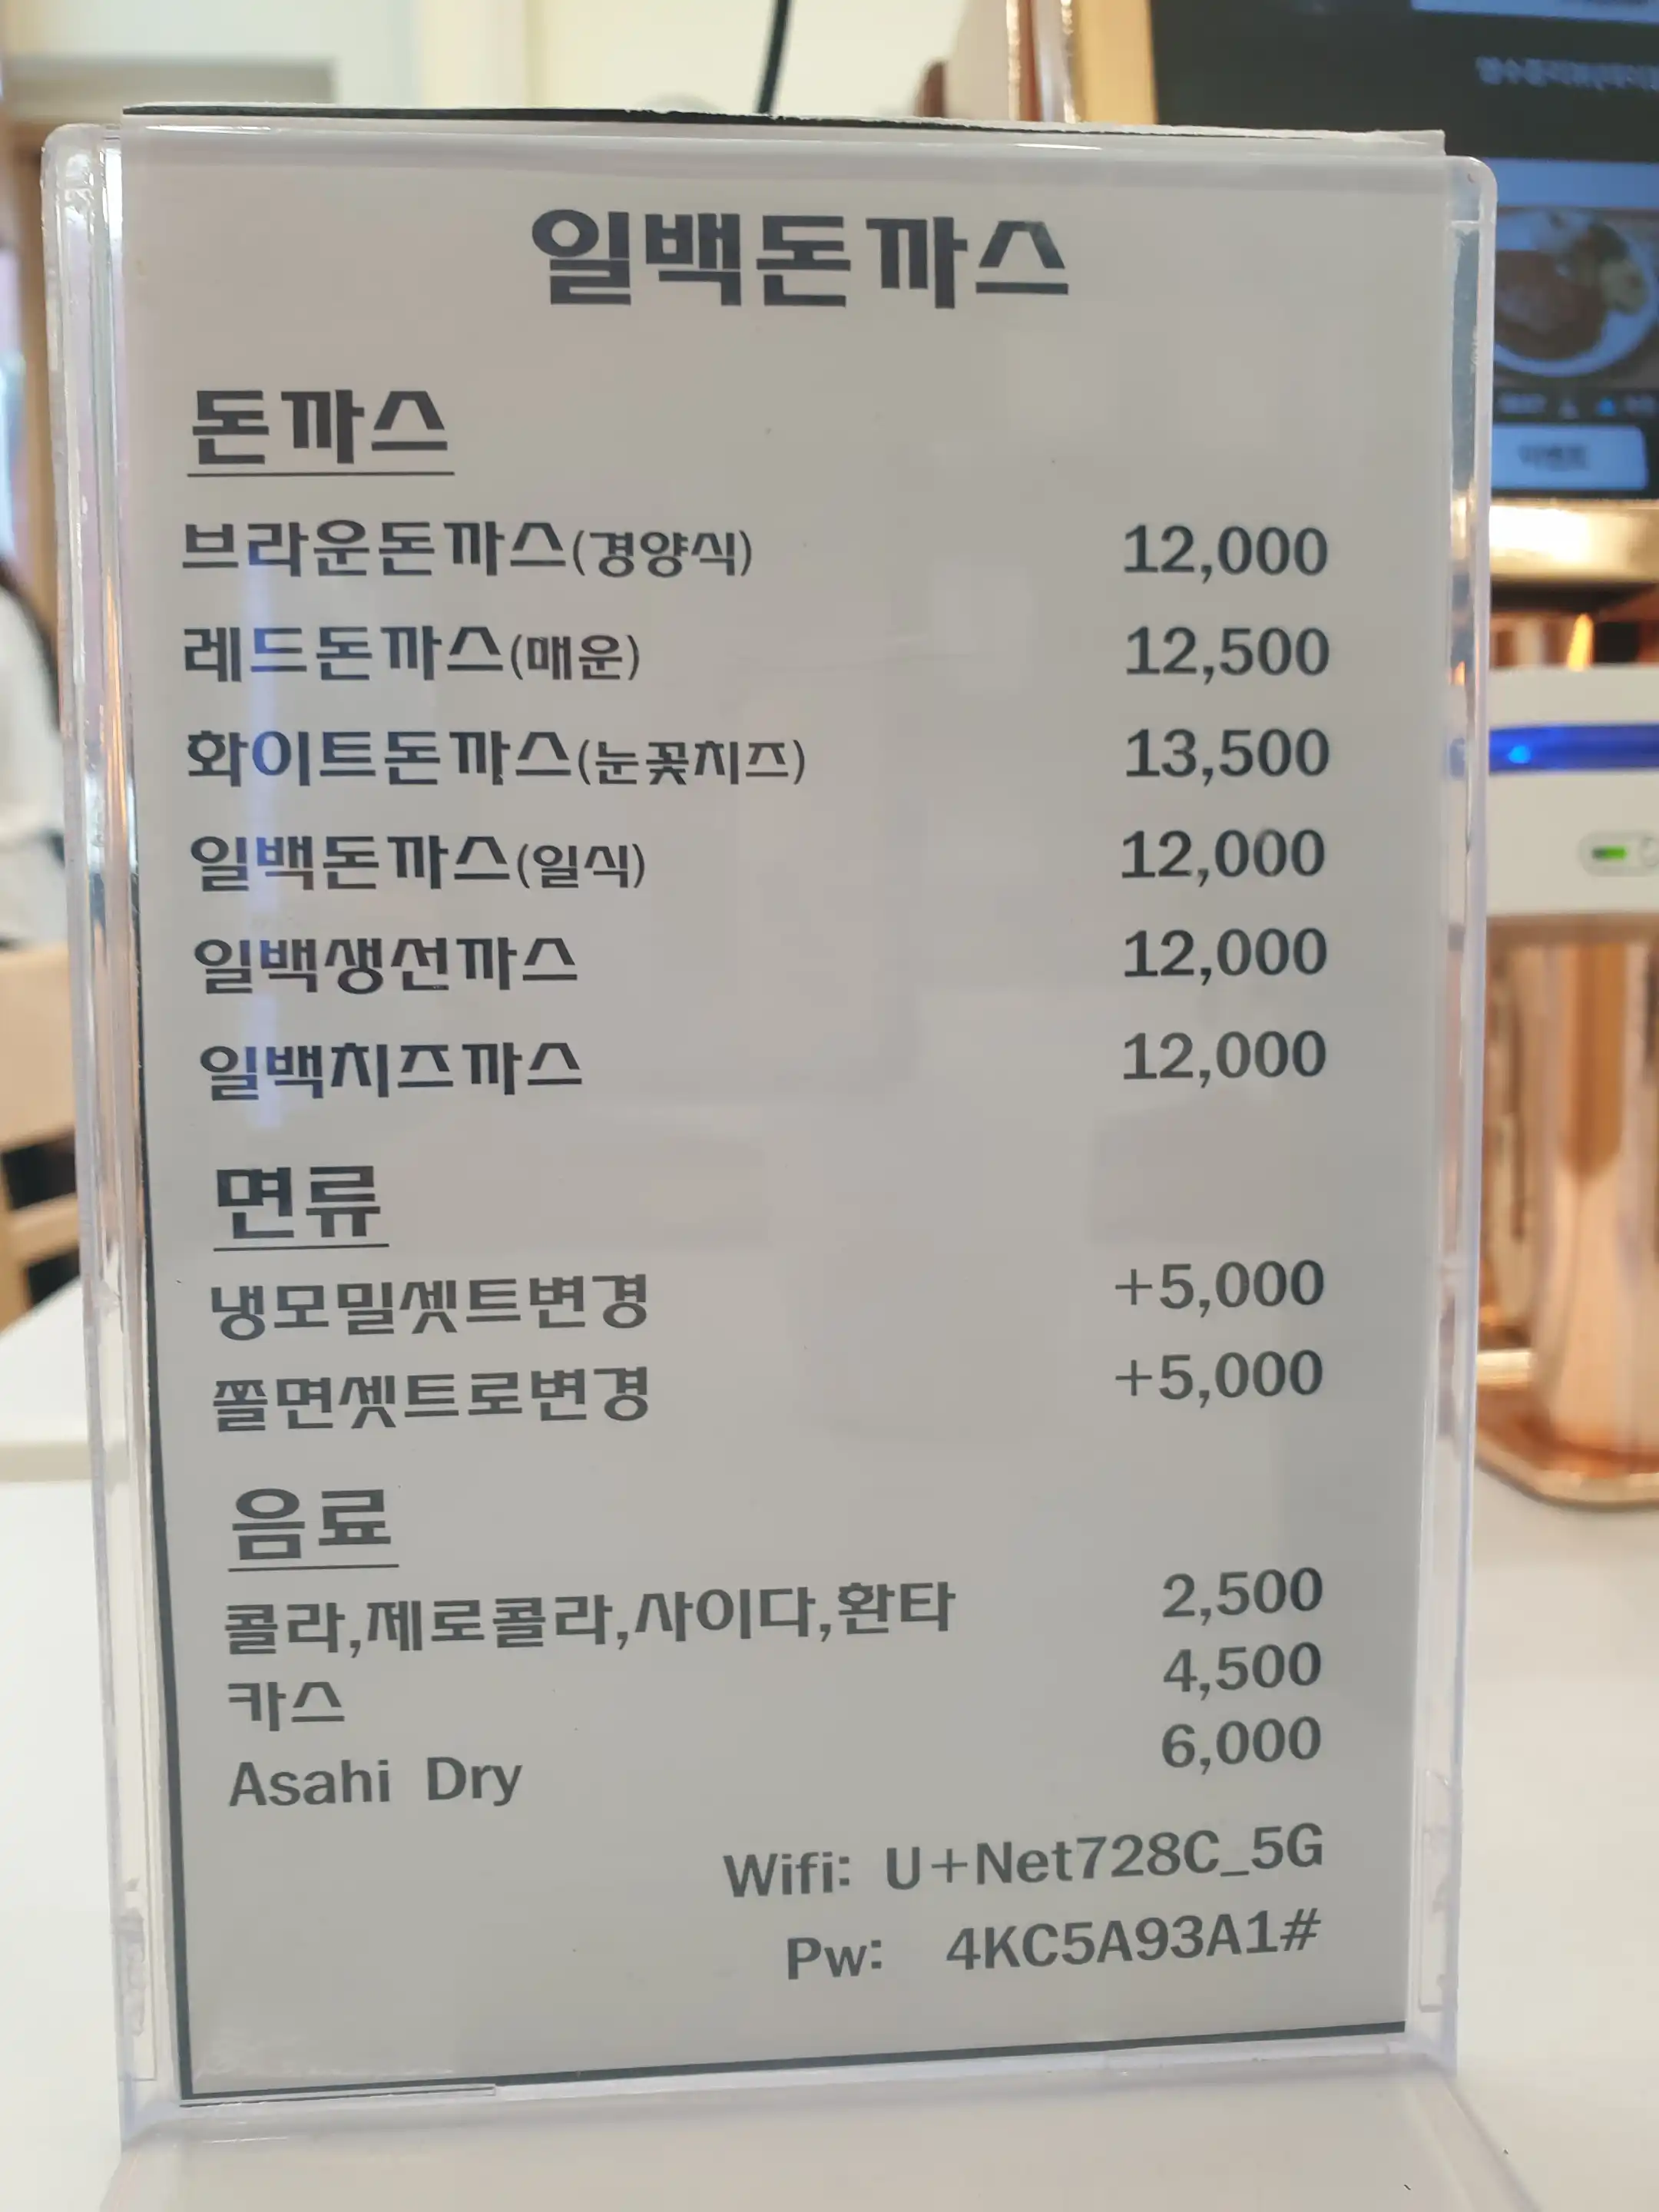 일백돈까스
돈까스
브라운돈까스(경양식) 12,000
레드돈까스(매운) 12,500
화이트돈까스(눈꽃치즈) 13,500
일백돈까스(일식) 12,000
일백생선까스 12,000
일백치즈까스 12,000
면류
냉모밀셋트변경 +5,000
쫄면셋트로변경 +5,000
음료
콜라,제로콜라,사이다,환타 2,500
카스 4,500
Asahi Dry 6,000
Wifi: U+Net728C_5G
Pw: 4KC5A93A1#